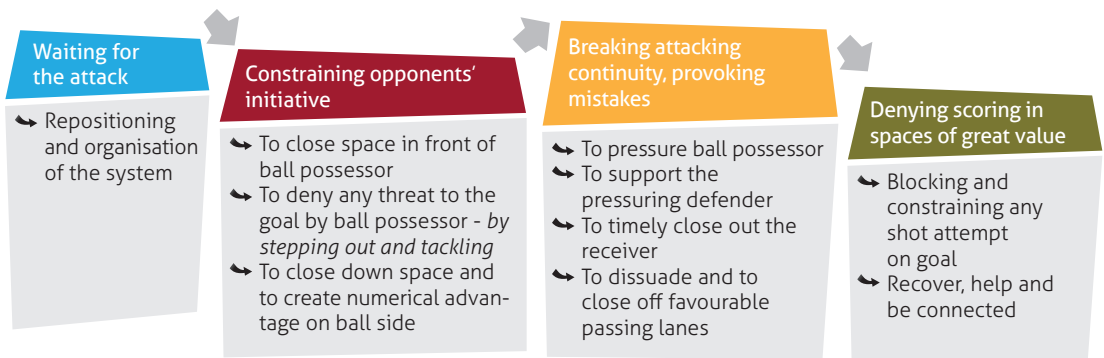 Waiting for
the attack
Repositioning
and organisation
of the system
Constraining opponents'
initiative
To close space in front of
ball possessor
To deny any threat to the
goal by ball possessor - by
stepping out and tackling
To close down space and
to create numerical advan-
tage on ball side
Breaking attacking
continuity, provoking
mistakes
To pressure ball possessor
To support the
pressuring defender
To timely close out the
receiver
To dissuade and to
close off favourable
passing lanes
Denying scoring in
spaces of great value
Blocking and
constraining any
shot attempt
on goal
Recover, help and
be connected